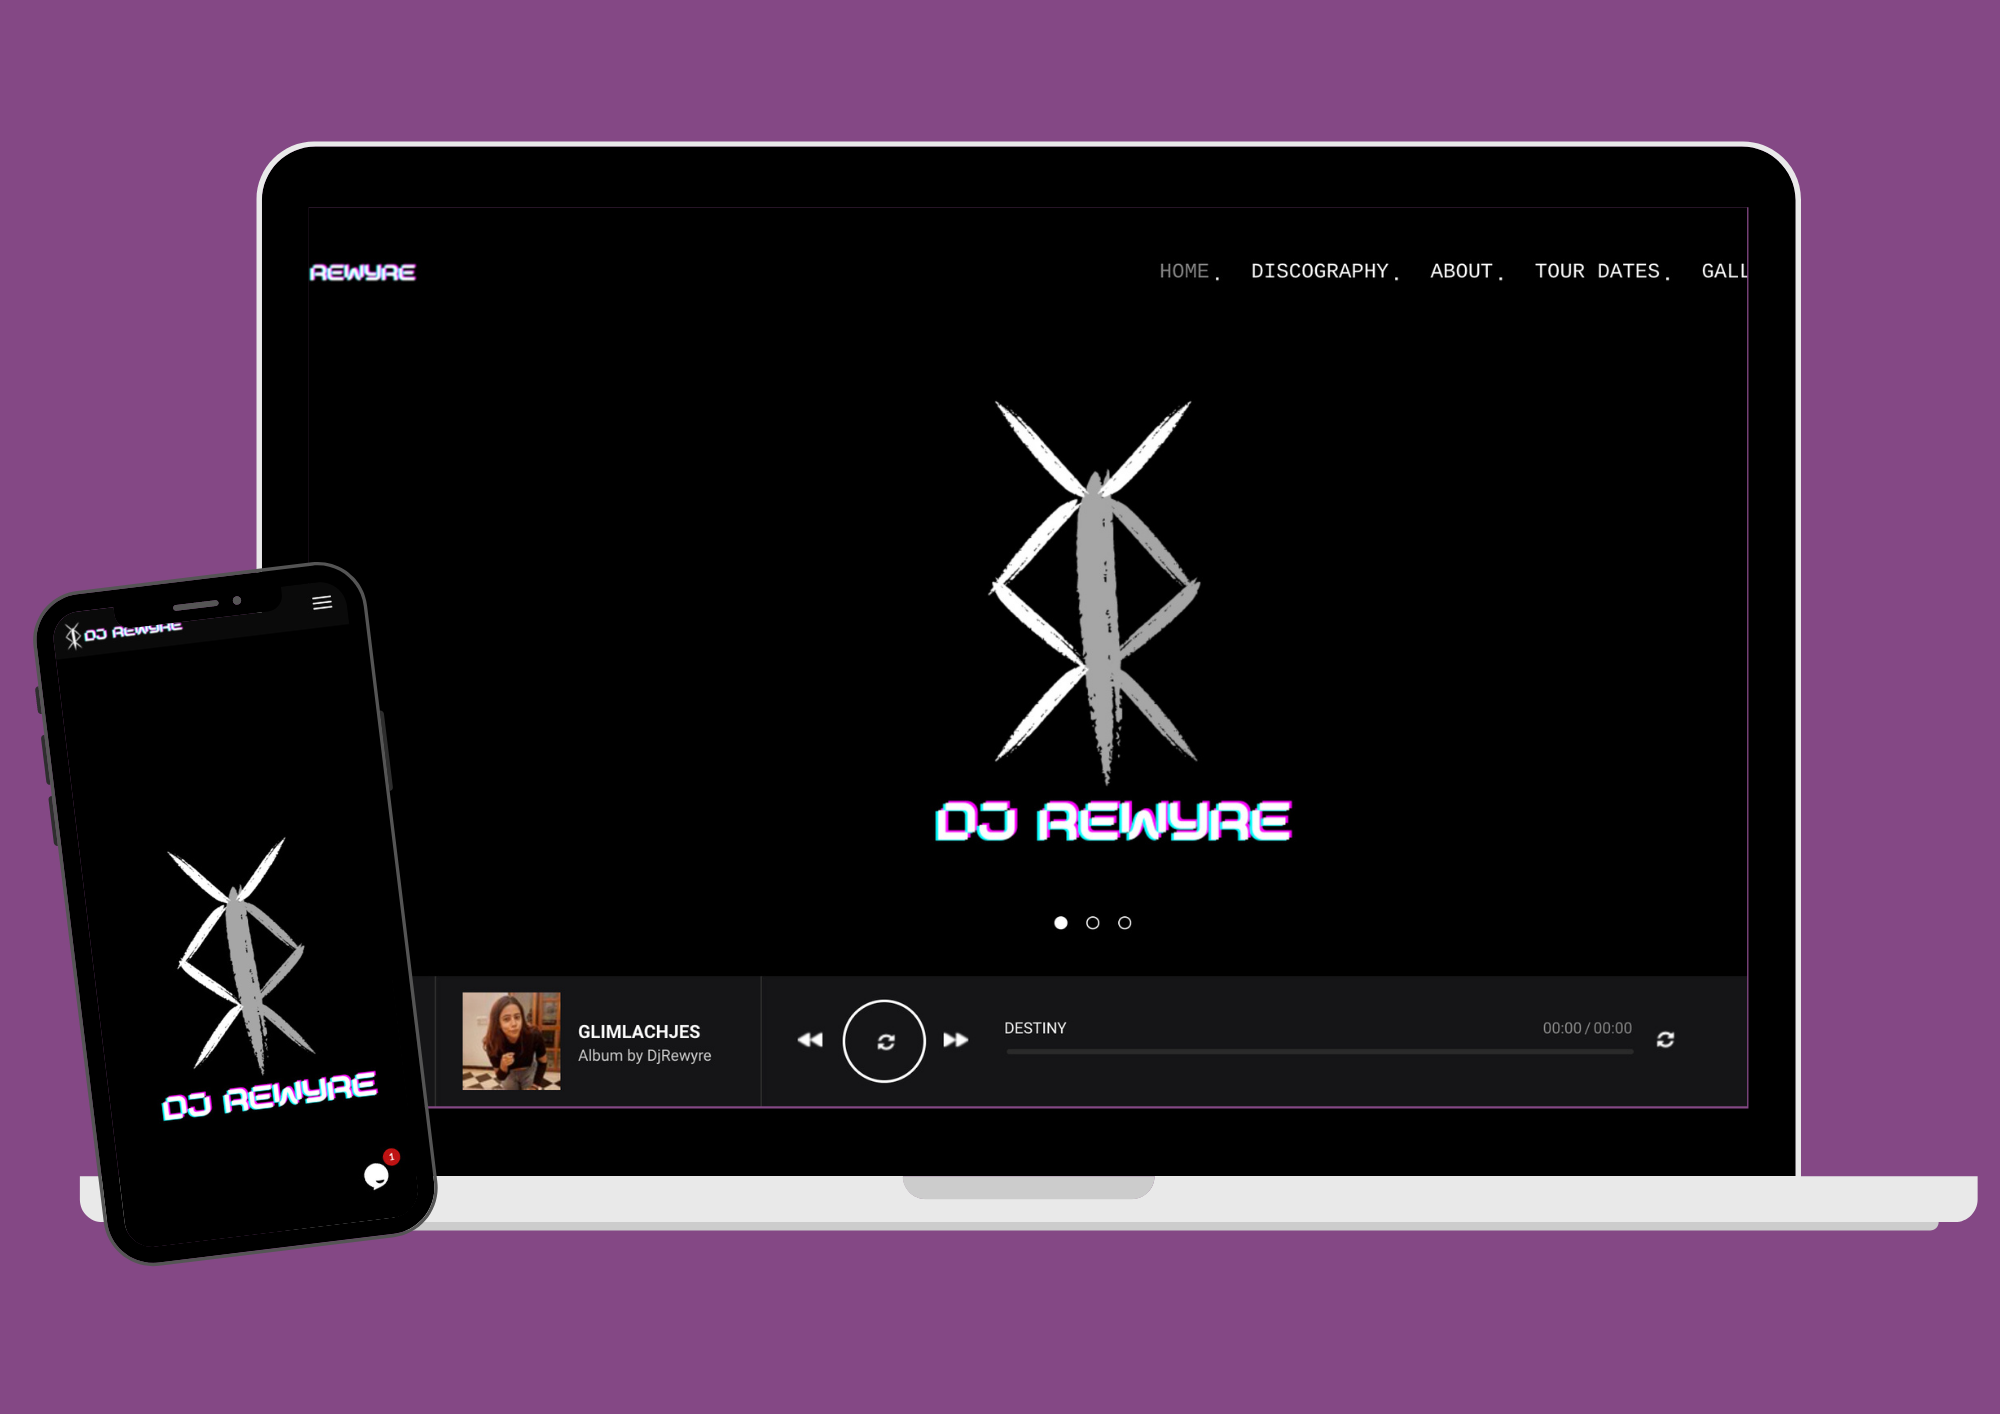 REWYRE
HOME. DISCOGRAPHY. ABOUT. TOUR DATES. GALL
DJ REWYRE
GLIMLACHJES
Album by DjRewyre
DESTINY
00:00 / 00:00
DJ REWYRE
DJ REWYRE
1